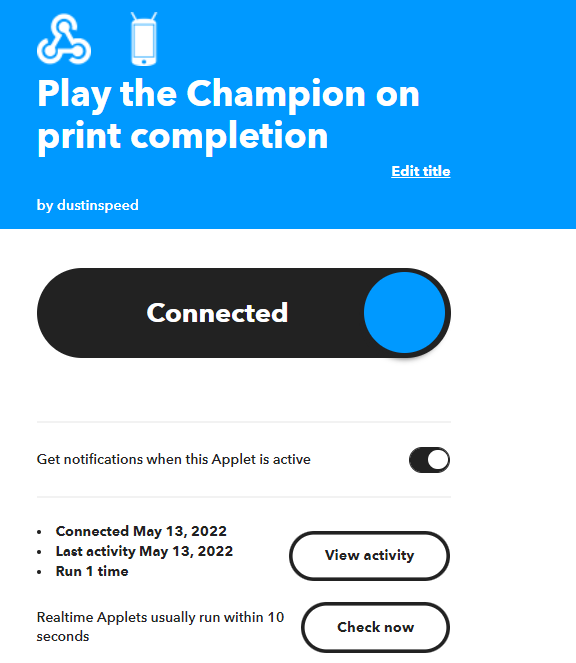 Play the Champion on
print completion
Edit title
by dustinspeed
Connected
Get notifications when this Applet is active
• Connected May 13, 2022
• Last activity May 13, 2022
• Run 1 time
View activity
Realtime Applets usually run within 10
seconds
Check now